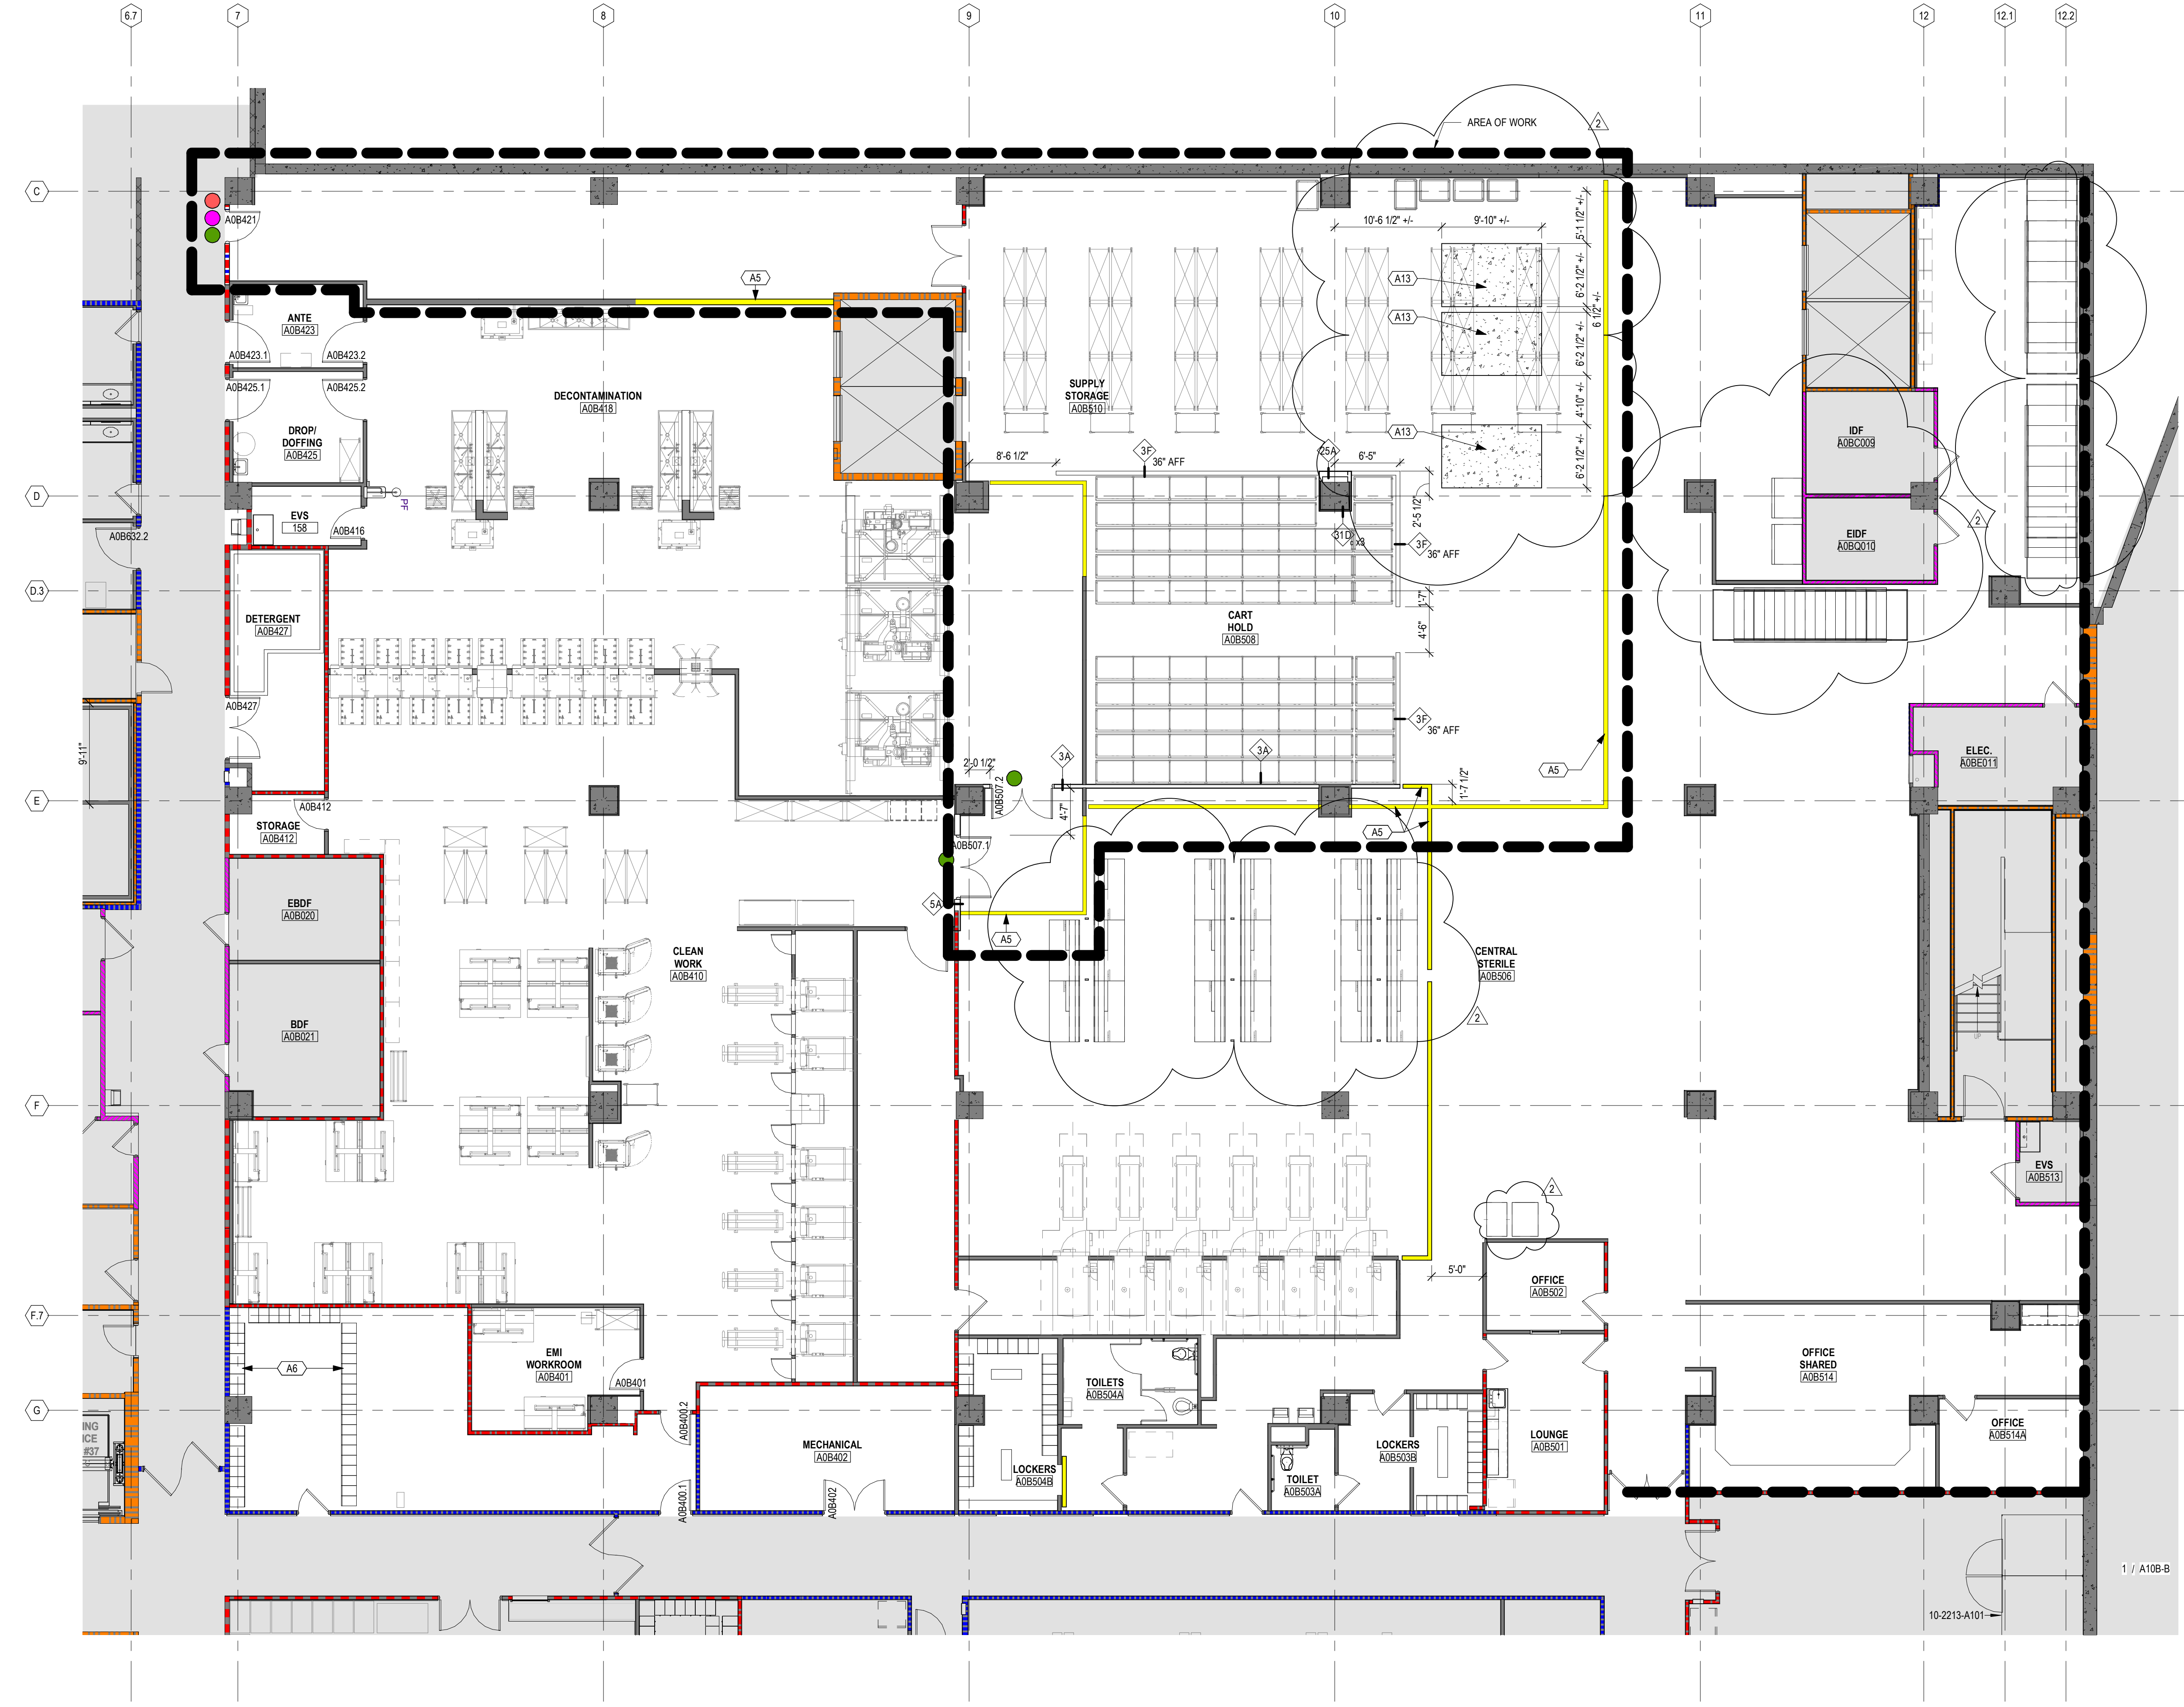 6.7
7
8
9
10
11
12
12.1
12.2
AREA OF WORK
2
C
A0B421
10'-6 1/2" +/-
9'-10" +/-
5'-1 1/2" +/-
A5
A13
6'-2 1/2" +/-
6 1/2" +/-
ANTE
A0B423
A13
A0B423.1
A0B423.2
6'-2 1/2" +/-
A0B425.1
A0B425.2
DECONTAMINATION
A0B418
SUPPLY
STORAGE
A0B510
4'-10" +/-
DROP/
DOFFING
A0B425
A13
IDF
A0BC009
8'-6 1/2"
3F
36" AFF
25A
6'-5"
6'-2 1/2" +/-
D
PF
EVS
158
A0B416
2'-5 1/2"
2
A0B632.2
31D
x3
3F
36" AFF
EIDF
A0BQ010
D.3
1'-7"
DETERGENT
A0B427
CART
HOLD
A0B508
4'-6"
A0B427
3F
36" AFF
9'-11"
3A
3A
2'-0 1/2"
A5
ELEC.
A0BE011
A0B507.2
1'-7 1/2"
E
A0B412
4'-7"
STORAGE
A0B412
A5
A0B507.1
EBDF
A0B020
5A
A5
CLEAN
WORK
A0B410
CENTRAL
STERILE
A0B506
2
BDF
A0B021
F
EVS
A0B513
2
5'-0"
OFFICE
A0B502
F.7
A6
EMI
WORKROOM
A0B401
A0B401
TOILETS
A0B504A
OFFICE
SHARED
A0B514
G
A0B400.2
ING
ICE
#37
MECHANICAL
A0B402
LOCKERS
A0B503B
LOUNGE
A0B501
OFFICE
A0B514A
LOCKERS
A0B504B
TOILET
A0B503A
A0B400.1
A0B402
1 / A10B-B
10-2213-A101